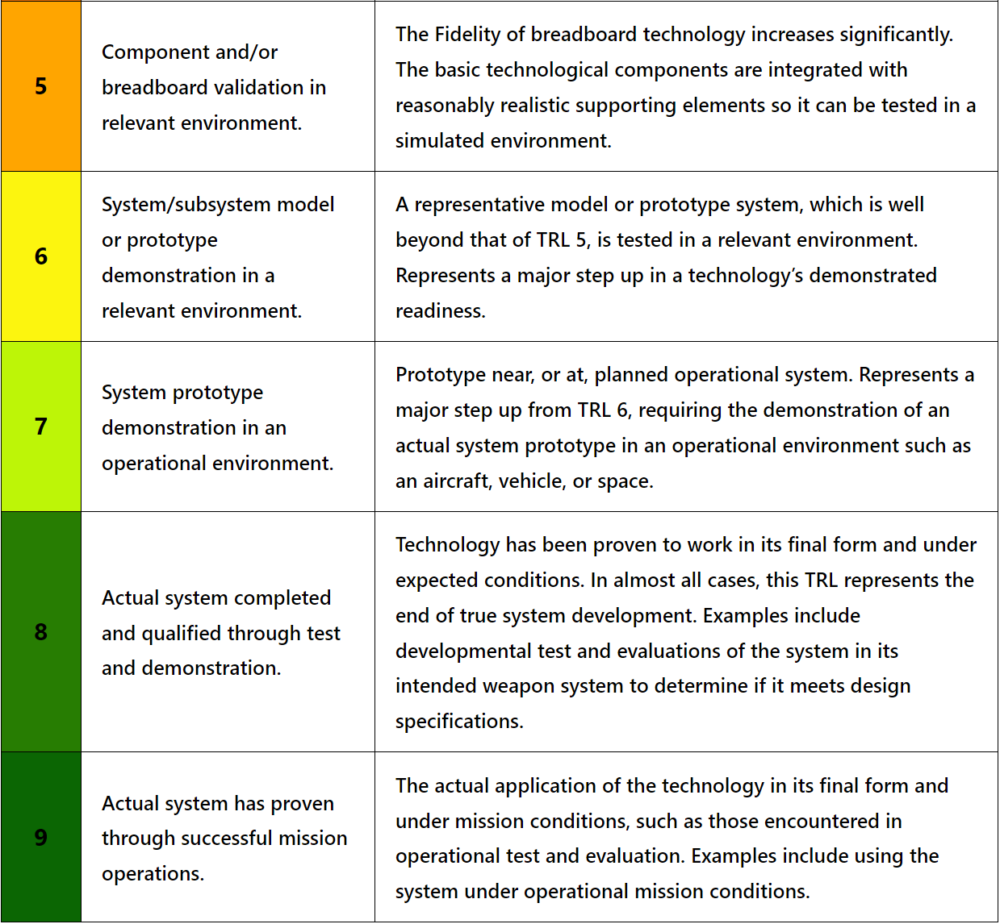 5
Component and/or
breadboard validation in
relevant environment.
The Fidelity of breadboard technology increases significantly.
The basic technological components are integrated with
reasonably realistic supporting elements so it can be tested in a
simulated environment.
6
System/subsystem model
or prototype
demonstration in a
relevant environment.
A representative model or prototype system, which is well
beyond that of TRL 5, is tested in a relevant environment.
Represents a major step up in a technology’s demonstrated
readiness.
7
System prototype
demonstration in an
operational environment.
Prototype near, or at, planned operational system. Represents a
major step up from TRL 6, requiring the demonstration of an
actual system prototype in an operational environment such as
an aircraft, vehicle, or space.
8
Actual system completed
and qualified through test
and demonstration.
Technology has been proven to work in its final form and under
expected conditions. In almost all cases, this TRL represents the
end of true system development. Examples include
developmental test and evaluations of the system in its
intended weapon system to determine if it meets design
specifications.
9
Actual system has proven
through successful mission
operations.
The actual application of the technology in its final form and
under mission conditions, such as those encountered in
operational test and evaluation. Examples include using the
system under operational mission conditions.